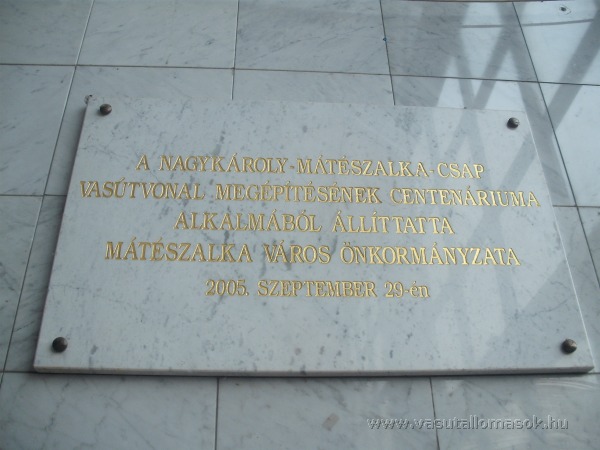 A NAGYKÁROLY-MÁTÉSZALKA-CSAP
VASÚTVONAL MEGÉPÍTÉSÉNEK CENTENÁRIUMA
ALKALMÁBÓL ÁLLÍTTATTA
MÁTÉSZALKA VÁROS ÖNKORMÁNYZATA
2005. SZEPTEMBER 29-én
www.vasutallomasok.hu